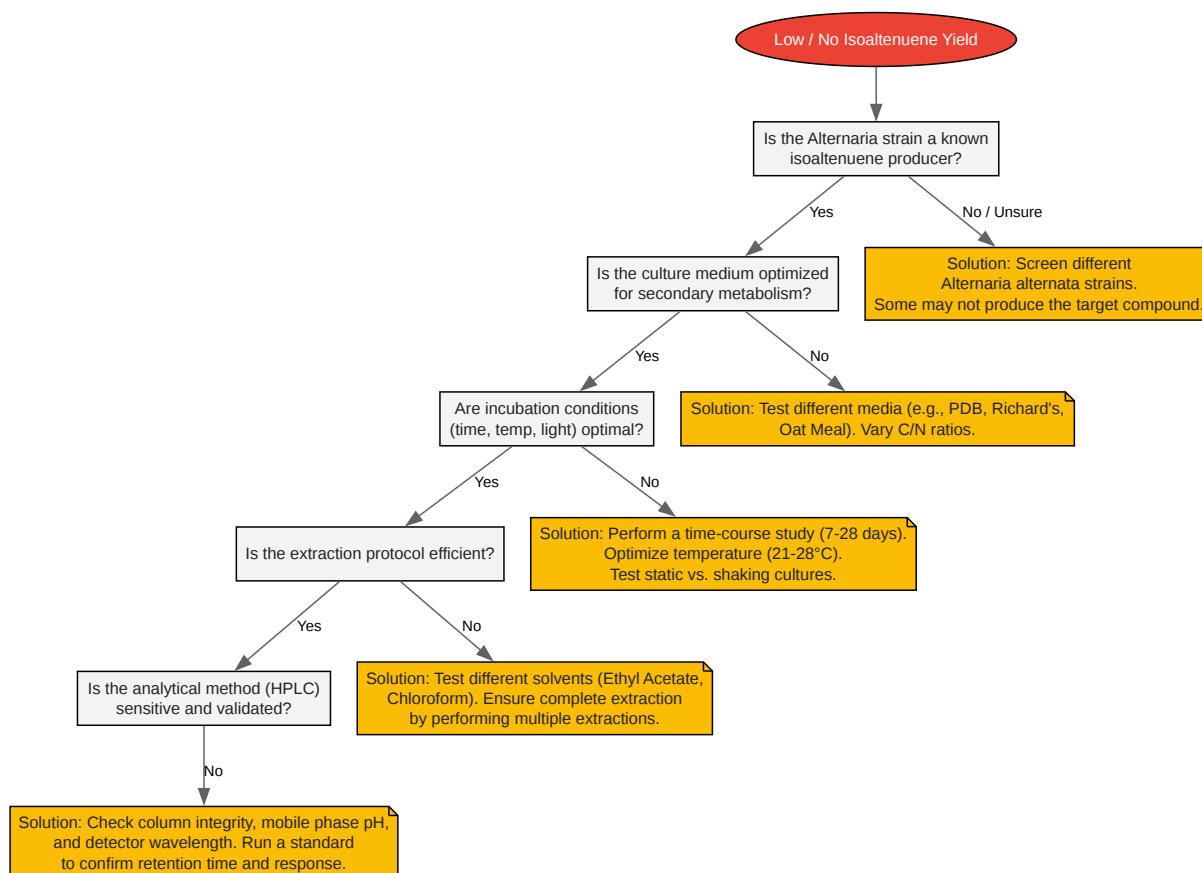 Low / No Isoaltenuene Yield
Is the Alternaria strain a known
isoaltenuene producer?
Yes
No / Unsure
Is the culture medium optimized
for secondary metabolism?
Solution: Screen different
Alternaria alternata strains.
Some may not produce the target compound.
Yes
No
Are incubation conditions
(time, temp, light) optimal?
Solution: Test different media (e.g., PDB, Richard's,
Oat Meal). Vary C/N ratios.
Yes
No
Is the extraction protocol efficient?
Solution: Perform a time-course study (7-28 days).
Optimize temperature (21-28°C).
Test static vs. shaking cultures.
Yes
No
Is the analytical method (HPLC)
sensitive and validated?
Solution: Test different solvents (Ethyl Acetate,
Chloroform). Ensure complete extraction
by performing multiple extractions.
No
Solution: Check column integrity, mobile phase pH,
and detector wavelength. Run a standard
to confirm retention time and response.